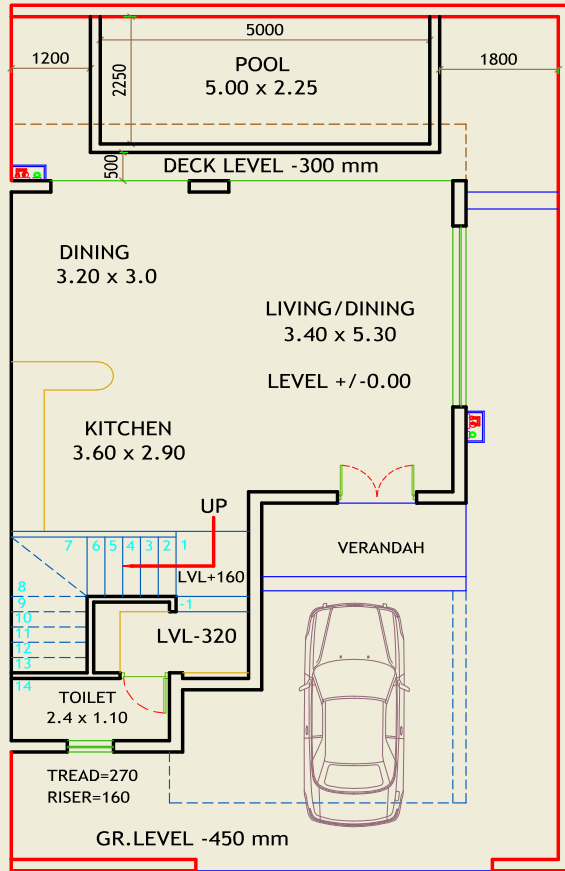 5000
1200
1800
POOL
5.00 x 2.25
2250
500
DECK LEVEL -300 mm
DINING
3.20 x 3.0
LIVING/DINING
3.40 x 5.30
LEVEL +/-0.00
KITCHEN
3.60 x 2.90
UP
7
6
5
4
3
2
1
VERANDAH
LVL+160
8
9
-1
10
11
12
13
14
LVL-320
TOILET
2.4 x 1.10
TREAD=270
RISER=160
GR.LEVEL -450 mm